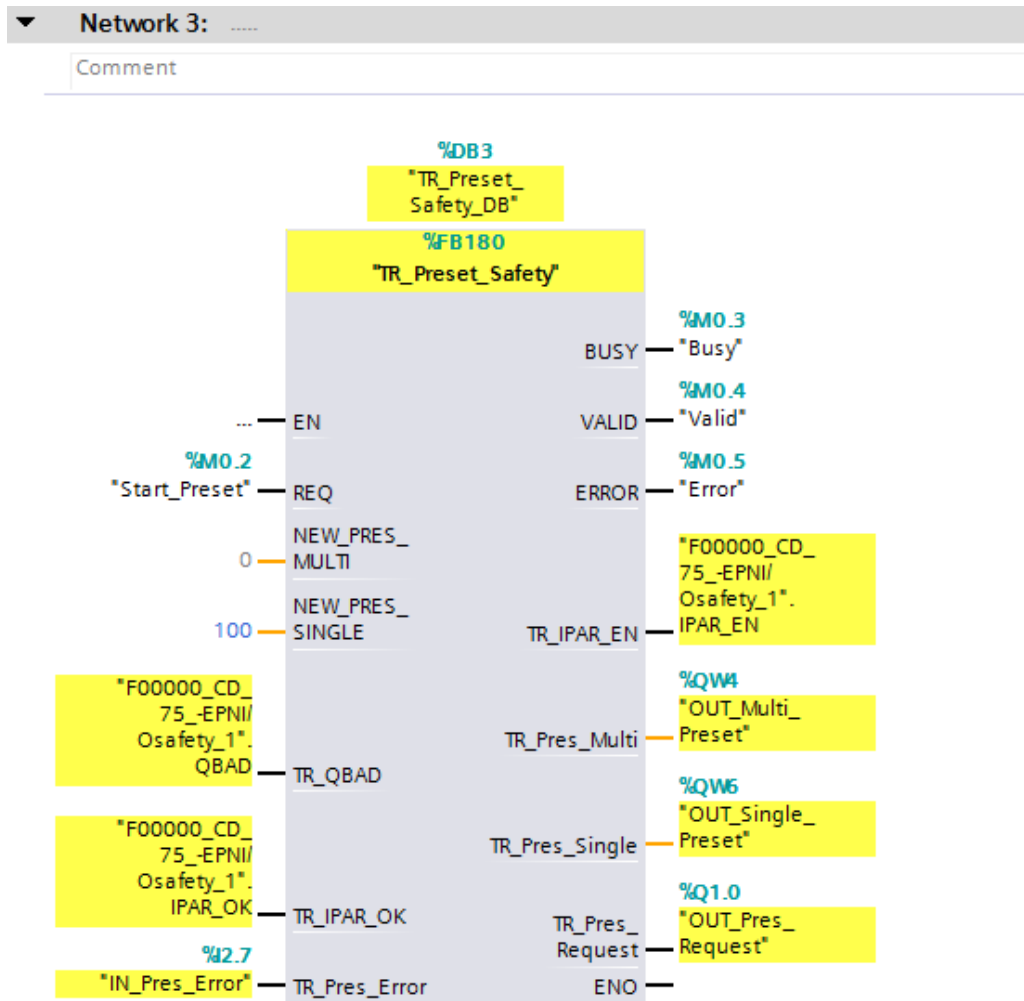 Network 3: .....
Comment
%DB3
"TR_Preset_
Safety_DB"
%FB180
"TR_Preset_Safety"
%M0.3
BUSY "Busy"
%M0.4
... EN VALID "Valid"
%M0.2 %M0.5
"Start_Preset" REQ ERROR "Error"
NEW_PRES_
0 MULTI
NEW_PRES_
100 SINGLE
"F00000_CD_
75_-EPNI/
Osafety_1".
TR_IPAR_EN IPAR_EN
"F00000_CD_
75_-EPNI/
Osafety_1".
QBAD TR_QBAD
%QW4
"OUT_Multi_
TR_Pres_Multi Preset"
%QW6
"OUT_Single_
TR_Pres_Single Preset"
"F00000_CD_
75_-EPNI/
Osafety_1".
IPAR_OK TR_IPAR_OK
%Q1.0
"OUT_Pres_
TR_Pres_
Request Request"
%I2.7
"IN_Pres_Error" TR_Pres_Error ENO